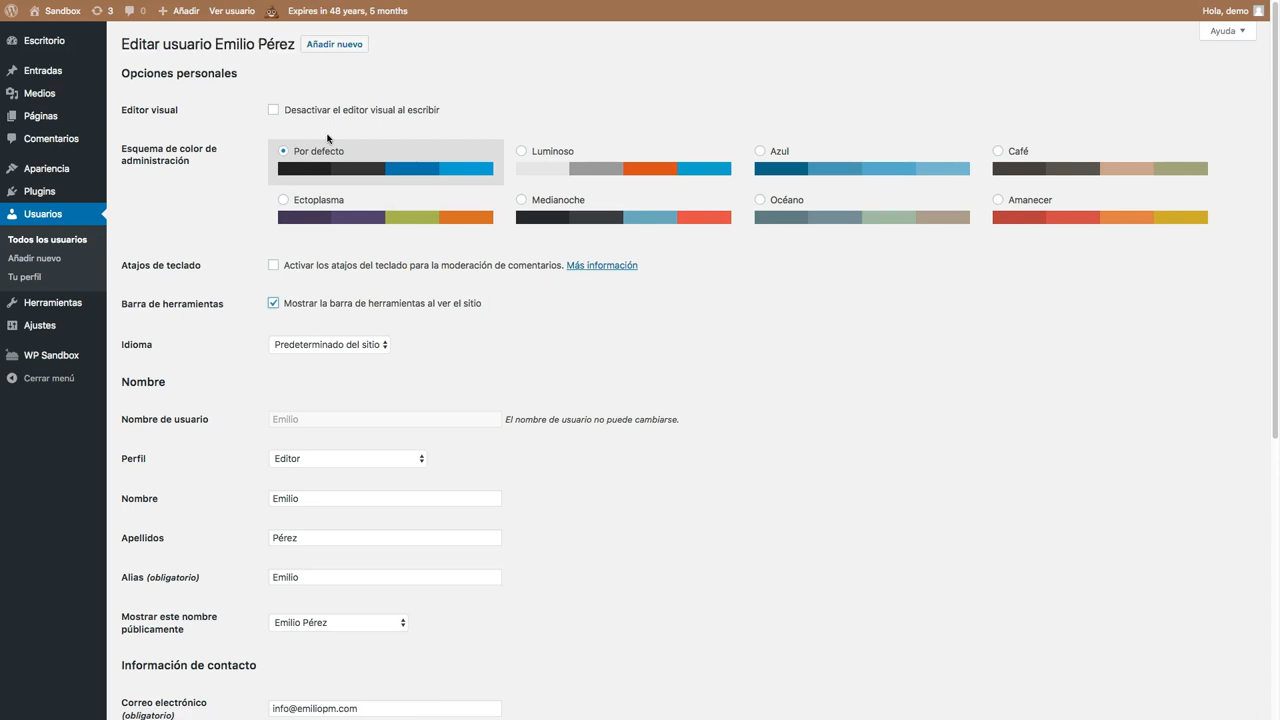 Sandbox 3 0 Añadir Ver usuario Expires in 48 years, 5 months Hola, demo
Ayuda
Escritorio
Entradas
Medios
Páginas
Comentarios
Apariencia
Plugins
Usuarios
Todos los usuarios
Añadir nuevo
Tu perfil
Herramientas
Ajustes
WP Sandbox
Cerrar menú
Editar usuario Emilio Pérez Añadir nuevo
Opciones personales
Editor visual Desactivar el editor visual al escribir
Esquema de color de
administración
Por defecto Luminoso Azul Café
Ectoplasma Medianoche Océano Amanecer
Atajos de teclado Activar los atajos del teclado para la moderación de comentarios. Más información
Barra de herramientas Mostrar la barra de herramientas al ver el sitio
Idioma Predeterminado del sitio
Nombre
Nombre de usuario Emilio El nombre de usuario no puede cambiarse.
Perfil Editor
Nombre Emilio
Apellidos Pérez
Alias (obligatorio) Emilio
Mostrar este nombre
públicamente
Emilio Pérez
Información de contacto
Correo electrónico
(obligatorio)
info@emiliopm.com